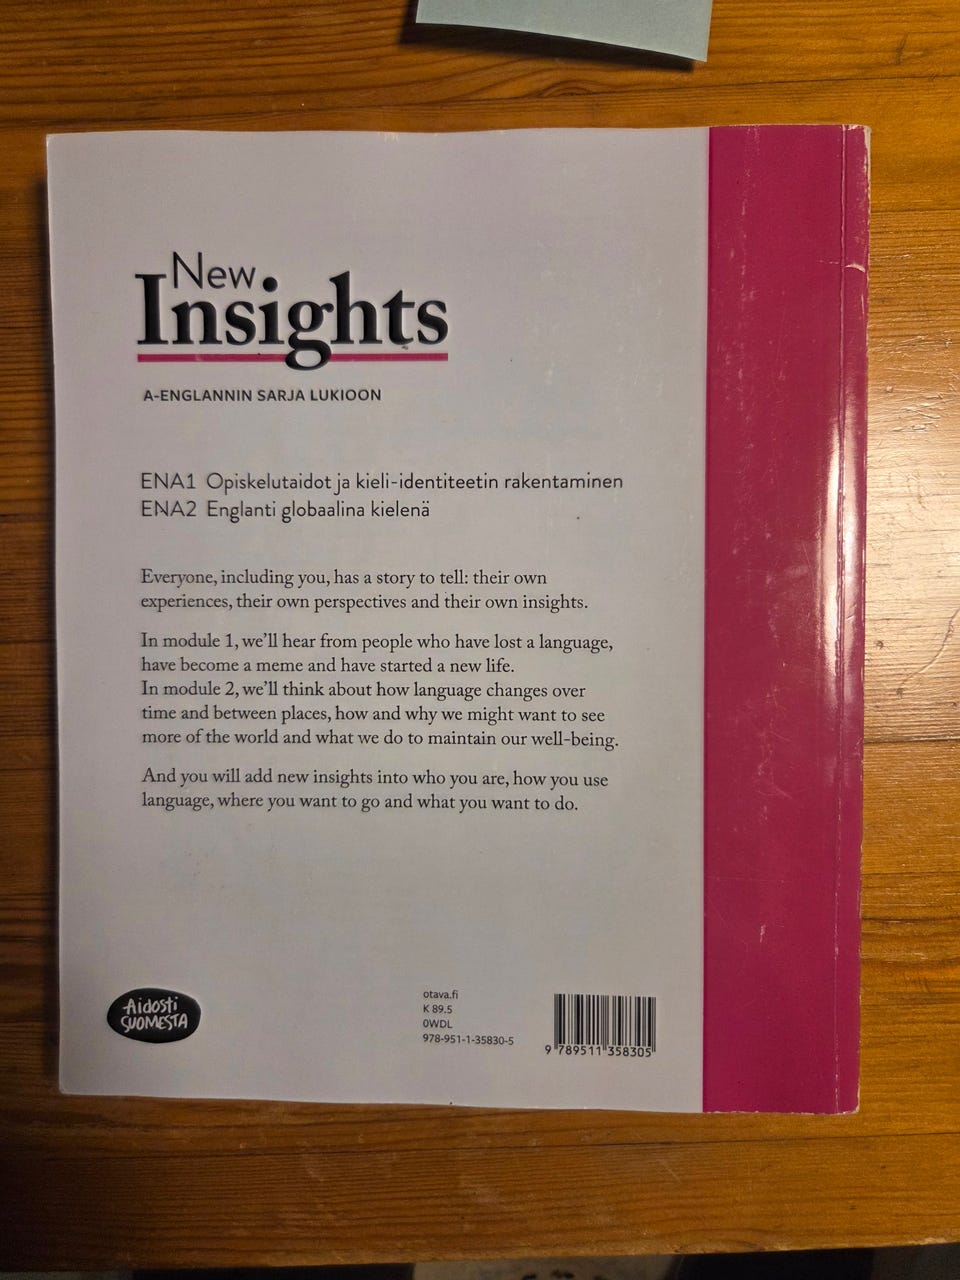 New
Insights
A-ENGLANNIN SARJA LUKIOON
ENA1 Opiskelutaidot ja kieli-identiteetin rakentaminen
ENA2 Englanti globaalina kielenä
Everyone, including you, has a story to tell: their own
experiences, their own perspectives and their own insights.
In module 1, we'll hear from people who have lost a language,
have become a meme and have started a new life.
In module 2, we'll think about how language changes over
time and between places, how and why we might want to see
more of the world and what we do to maintain our well-being.
And you will add new insights into who you are, how you use
language, where you want to go and what you want to do.
Aidosti
SUOMESTA
otava.fi
K 89.5
0WDL
978-951-1-35830-5
9 789511 358305